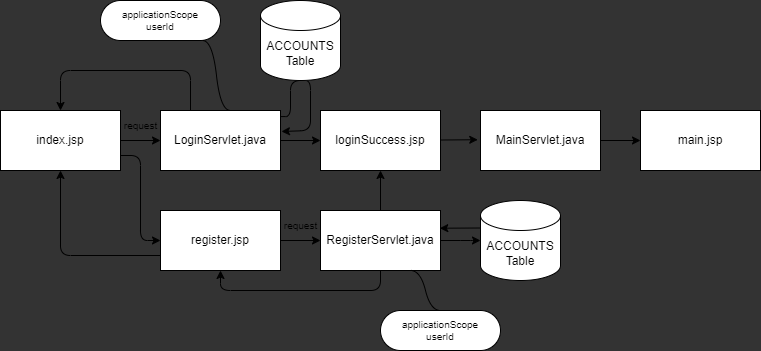 applicationScope
userId
ACCOUNTS
Table
request
index.jsp
LoginServlet.java
loginSuccess.jsp
MainServlet.java
main.jsp
request
register.jsp
RegisterServlet.java
ACCOUNTS
Table
applicationScope
userId